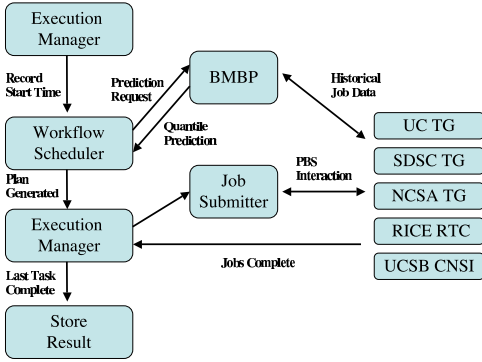 Execution
Manager
Record
Start Time
Prediction
Request
BMBP
Historical
Job Data
Quantile
Prediction
Workflow
Scheduler
UC TG
SDSC TG
NCSA TG
RICE RTC
UCSB CNSI
Plan
Generated
Job
Submitter
PBS
Interaction
Execution
Manager
Jobs Complete
Last Task
Complete
Store
Result